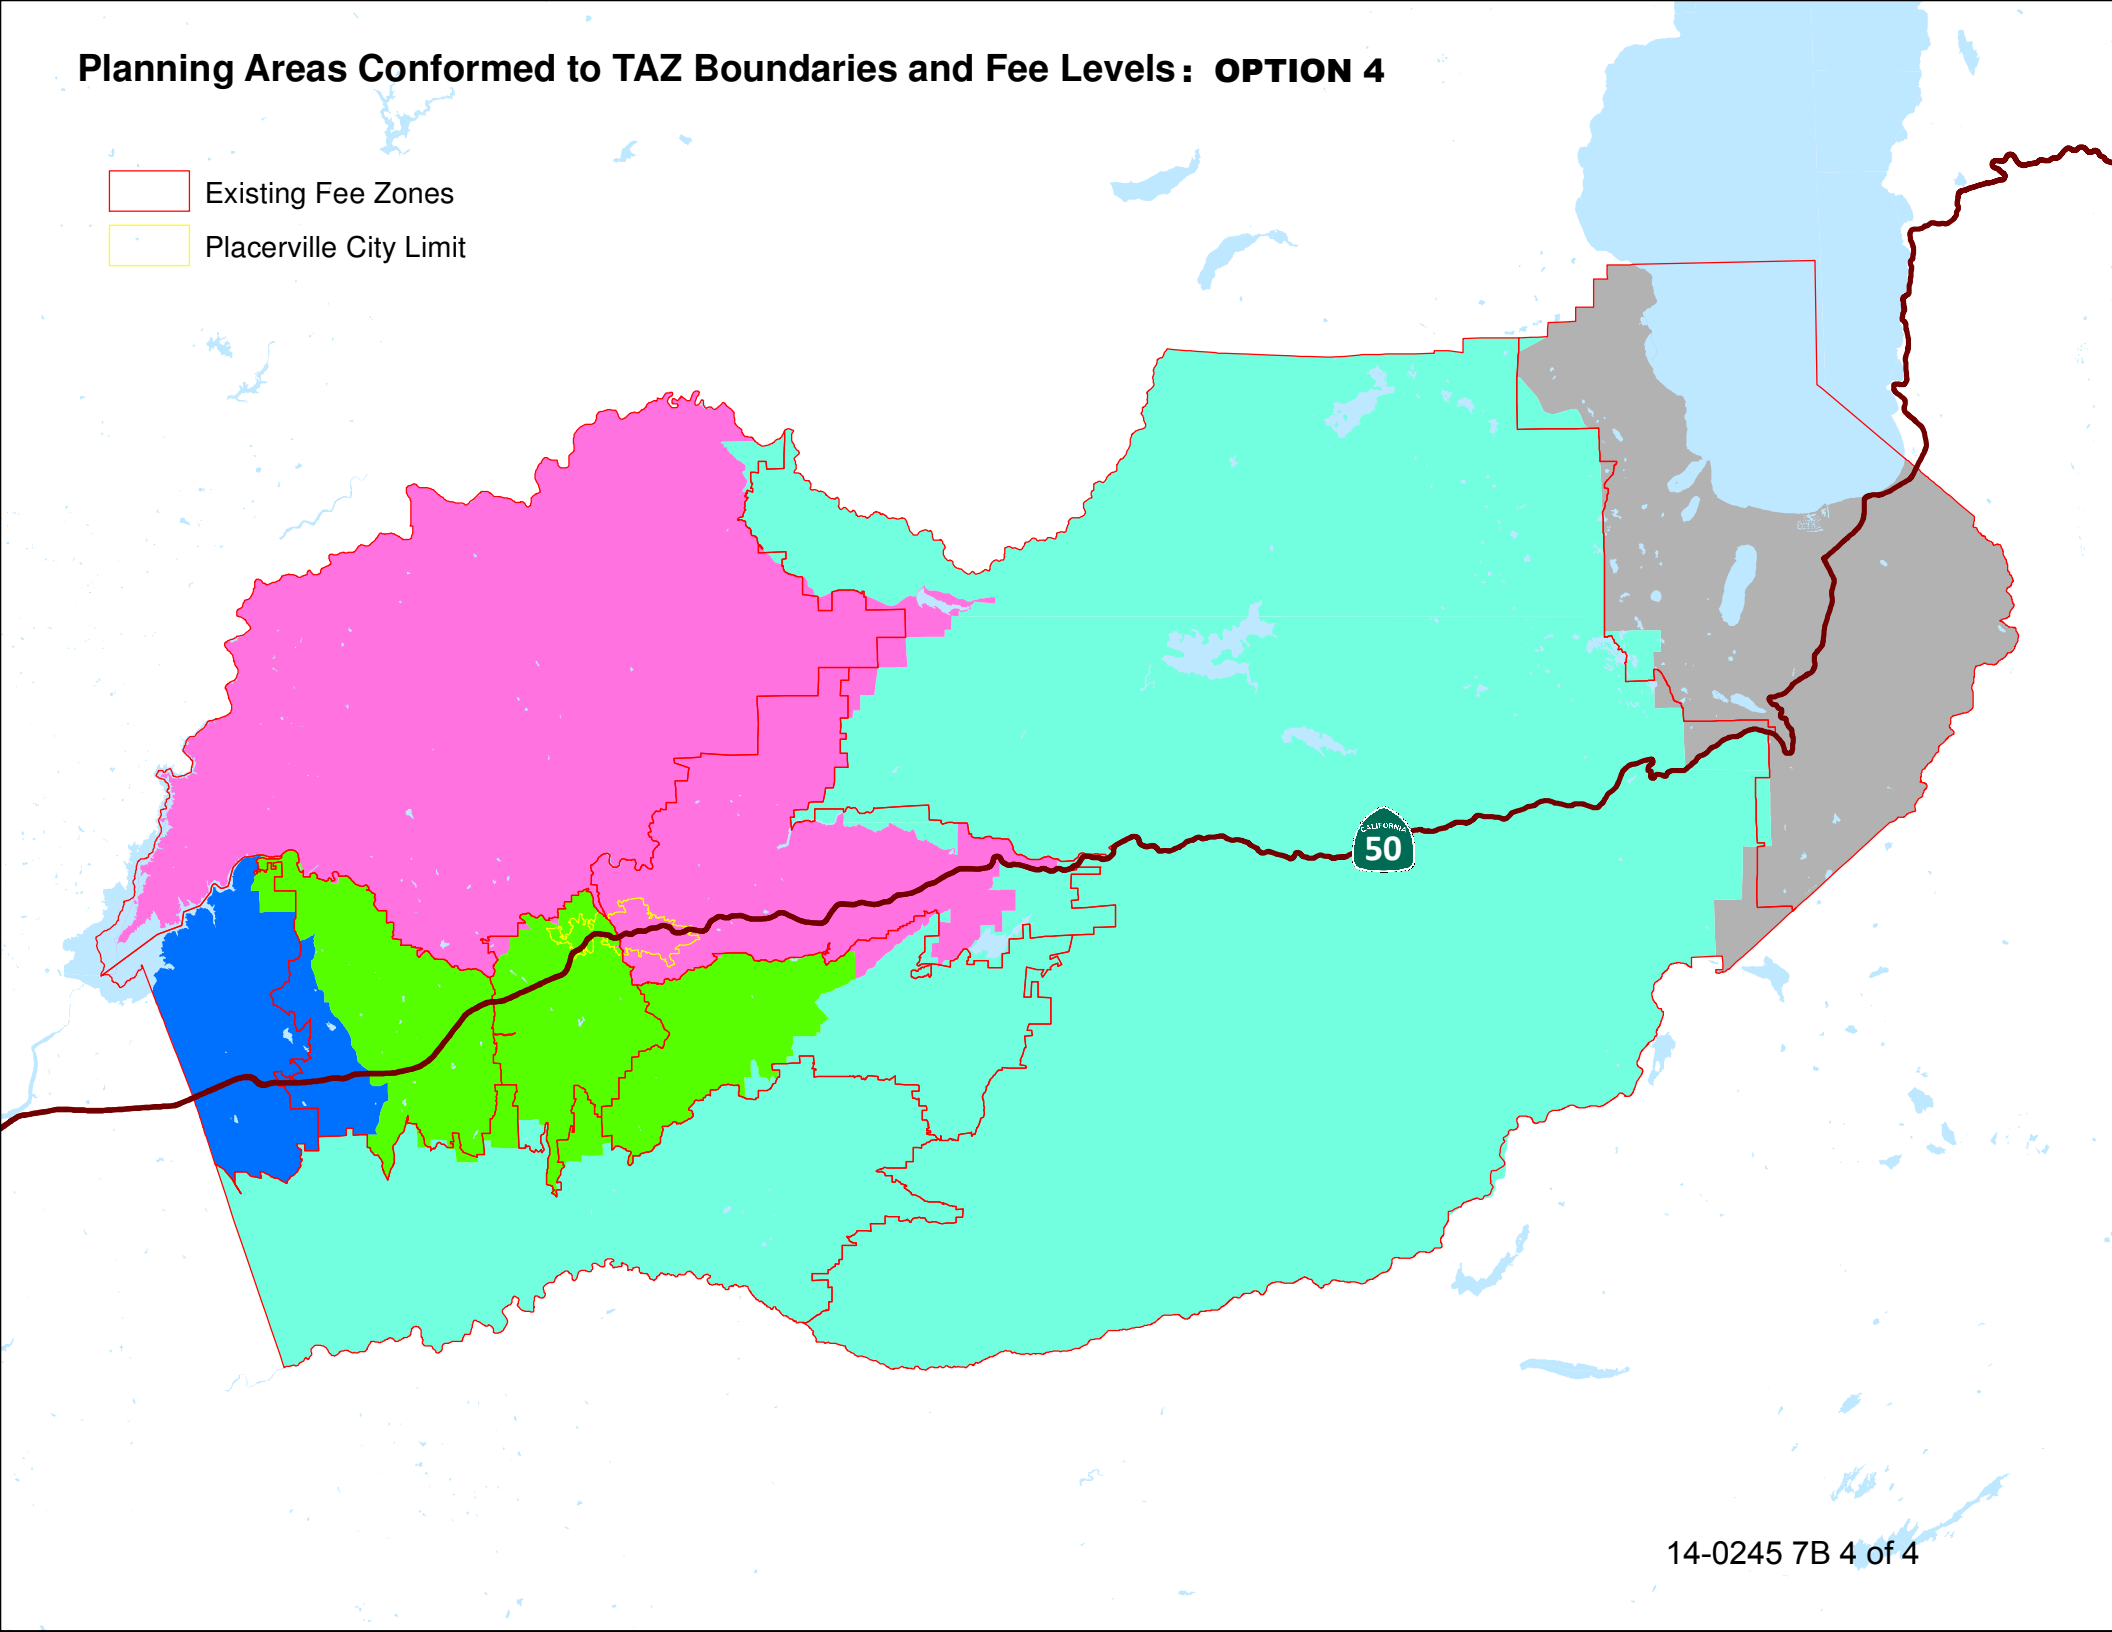 Planning Areas Conformed to TAZ Boundaries and Fee Levels: OPTION 4
Existing Fee Zones
Placerville City Limit
CALIFORNIA
50
14-0245 7B 4 of 4